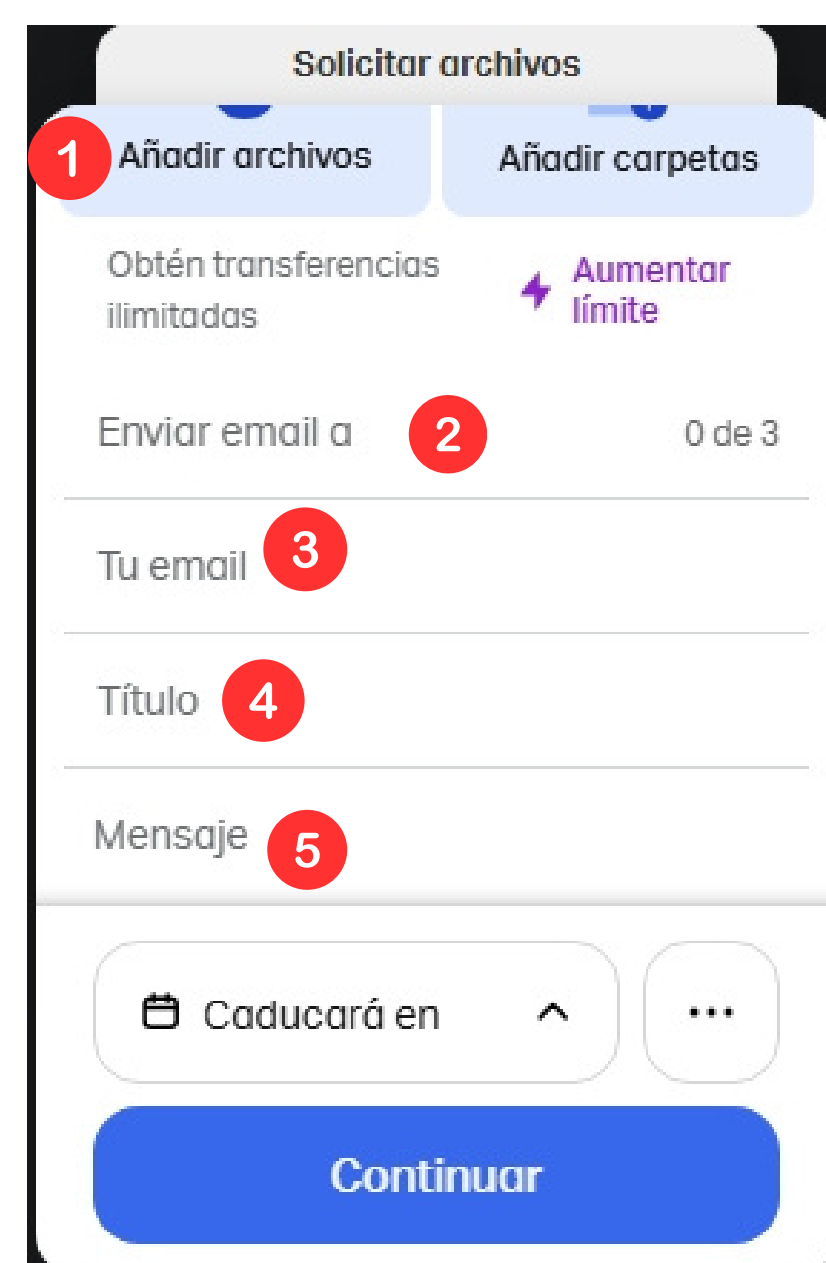 Solicitar archivos
1 Añadir archivos
Añadir carpetas
Obtén transferencias
ilimitadas
Aumentar
límite
Enviar email a 2 0 de 3
Tu email 3
Título 4
Mensaje 5
Caducará en
Continuar